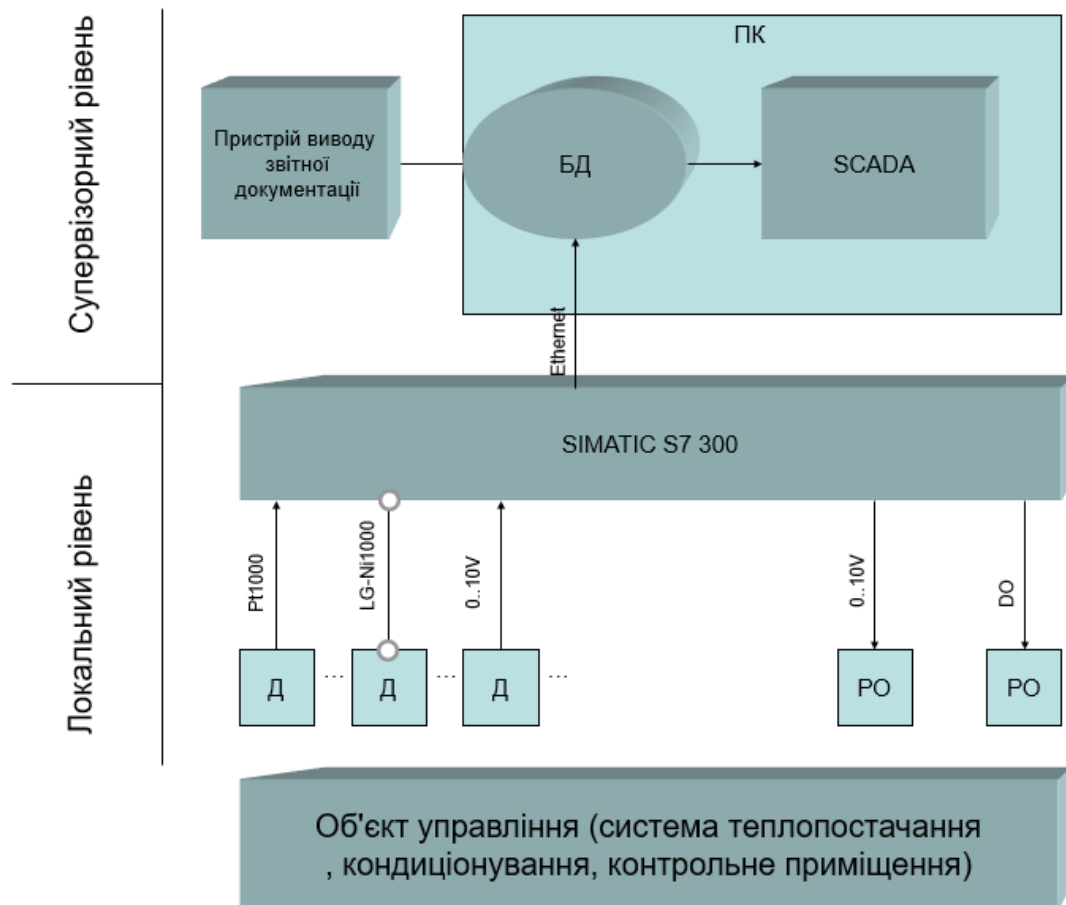 Супервізорний рівень
ПК
Пристрій виводу
звітної
документації
БД
SCADA
Ethernet
Локальний рівень
SIMATIC S7 300
Pt1000
LG-Ni1000
0..10V
0..10V
DO
Д
...
Д
...
Д
...
РО
РО
Об'єкт управління (система теплопостачання
, кондиціонування, контрольне приміщення)